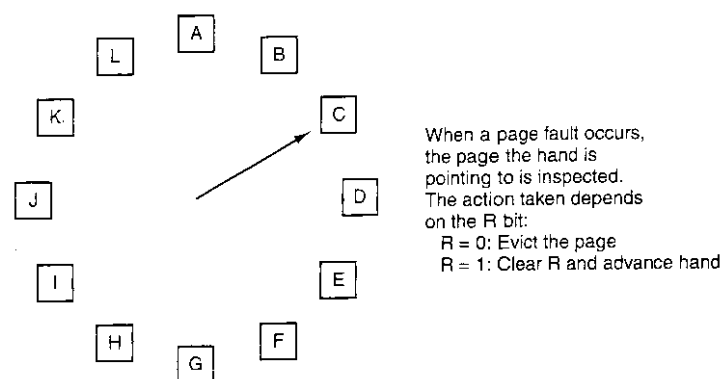 A
B
C
D
E
F
G
H
I
J
K
L
When a page fault occurs,
the page the hand is
pointing to is inspected.
The action taken depends
on the R bit:
R = 0: Evict the page
R = 1: Clear R and advance hand